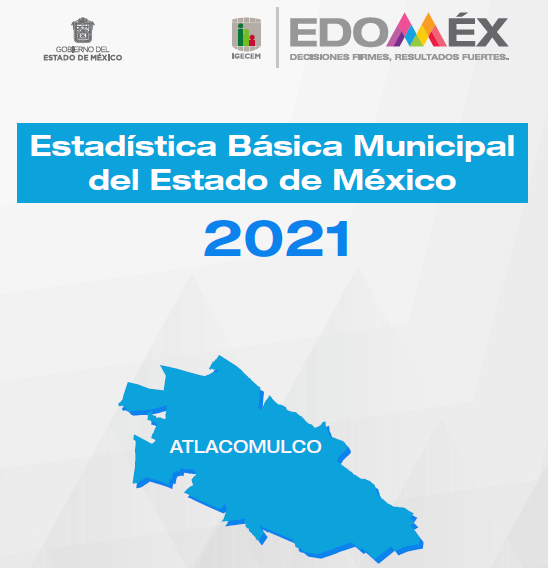 GOBIERNO DEL
ESTADO DE MÉXICO
IGECEM
EDOMÉX
DECISIONES FIRMES, RESULTADOS FUERTES.
Estadística Básica Municipal
del Estado de México
2021
ATLACOMULCO